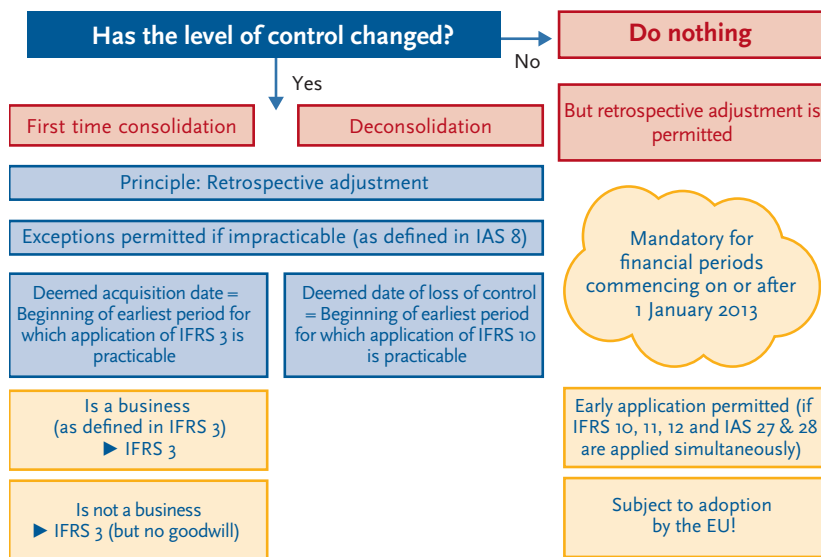 Has the level of control changed?
No
Do nothing
Yes
But retrospective adjustment is
permitted
First time consolidation
Deconsolidation
Principle: Retrospective adjustment
Exceptions permitted if impracticable (as defined in IAS 8)
Deemed acquisition date =
Beginning of earliest period for
which application of IFRS 3 is
practicable
Deemed date of loss of control
= Beginning of earliest period
for which application of IFRS 10
is practicable
Mandatory for
financial periods
commencing on or after
1 January 2013
Is a business
(as defined in IFRS 3)
► IFRS 3
Early application permitted (if
IFRS 10, 11, 12 and IAS 27 & 28
are applied simultaneously)
Is not a business
► IFRS 3 (but no goodwill)
Subject to adoption
by the EU!